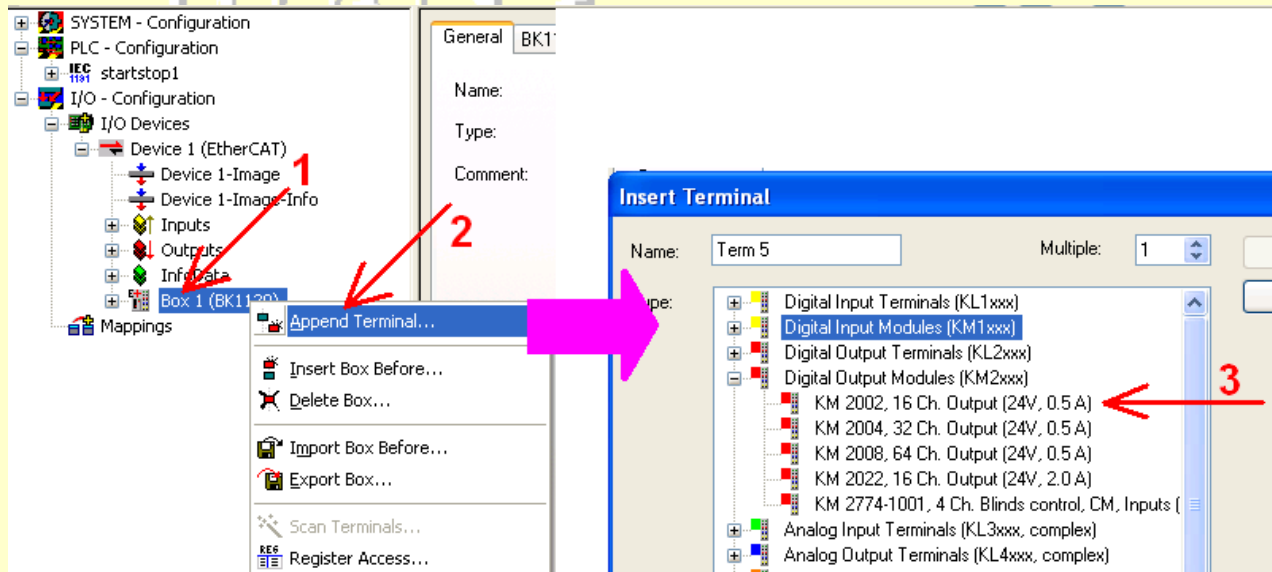 SYSTEM - Configuration
PLC - Configuration
IEC 1131 startstop1
I/O - Configuration
I/O Devices
Device 1 (EtherCAT)
Device 1-Image
Device 1-Image-Info
Inputs
Outputs
InfoData
Box 1 (BK1120)
Mappings
1
2
Append Terminal...
Insert Box Before...
Delete Box...
Import Box Before...
Export Box...
Scan Terminals...
REG Register Access...
General BK11
Name:
Type:
Comment:
Insert Terminal
Name: Term 5 Multiple: 1
ype:
Digital Input Terminals (KL1xxx)
Digital Input Modules (KM1xxx)
Digital Output Terminals (KL2xxx)
Digital Output Modules (KM2xxx)
KM 2002, 16 Ch. Output (24V, 0.5 A)
3
KM 2004, 32 Ch. Output (24V, 0.5 A)
KM 2008, 64 Ch. Output (24V, 0.5 A)
KM 2022, 16 Ch. Output (24V, 2.0 A)
KM 2774-1001, 4 Ch. Blinds control, CM, Inputs (
Analog Input Terminals (KL3xxx, complex)
Analog Output Terminals (KL4xxx, complex)